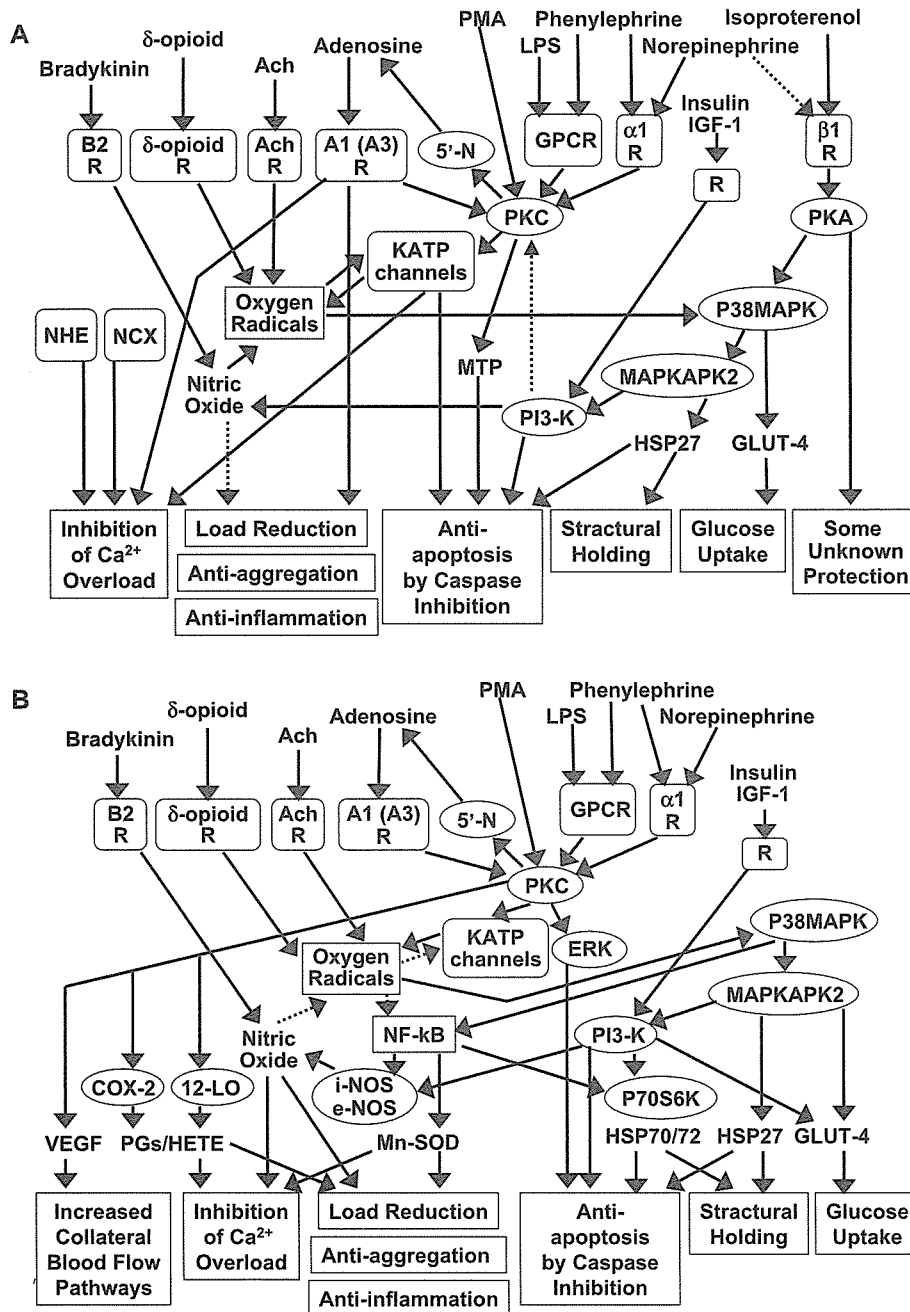 A
PMA
Phenylephrine
Isoproterenol
δ-opioid
Adenosine
LPS
Norepinephrine
Bradykinin
Ach
Insulin
IGF-1
B2
R
δ-opioid
R
Ach
R
A1 (A3)
R
5'-N
GPCR
α1
R
R
β1
R
PKC
PKA
KATP
channels
Oxygen
Radicals
P38MAPK
NHE
NCX
MTP
MAPKAPK2
Nitric
Oxide
PI3-K
HSP27
GLUT-4
Inhibition
of Ca2+
Overload
Load Reduction
Anti-aggregation
Anti-inflammation
Anti-
apoptosis
by Caspase
Inhibition
Stractural
Holding
Glucose
Uptake
Some
Unknown
Protection
B
PMA
Phenylephrine
δ-opioid
Adenosine
LPS
Norepinephrine
Bradykinin
Ach
Insulin
IGF-1
B2
R
δ-opioid
R
Ach
R
A1 (A3)
R
5'-N
GPCR
α1
R
R
PKC
P38MAPK
KATP
channels
ERK
Oxygen
Radicals
MAPKAPK2
Nitric
Oxide
NF-kB
PI3-K
COX-2
12-LO
i-NOS
e-NOS
P70S6K
VEGF
PGs/HETE
Mn-SOD
HSP70/72
HSP27
GLUT-4
Increased
Collateral
Blood Flow
Pathways
Inhibition
of Ca2+
Overload
Load Reduction
Anti-aggregation
Anti-inflammation
Anti-
apoptosis
by Caspase
Inhibition
Stractural
Holding
Glucose
Uptake